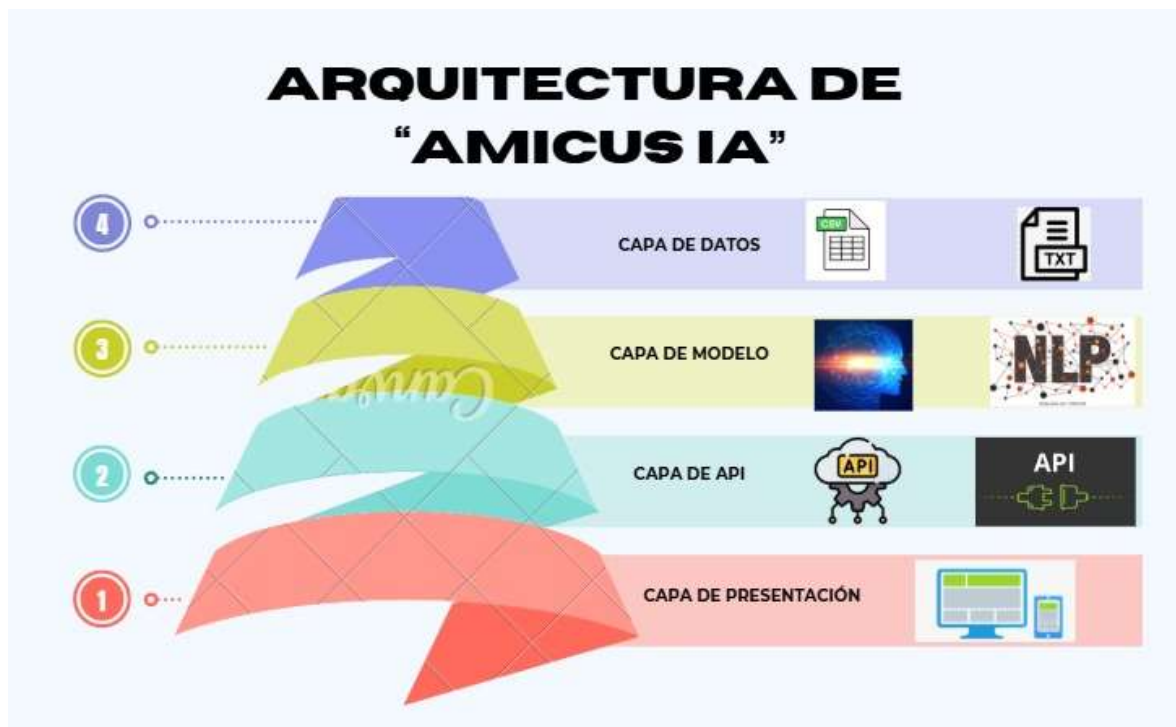 ARQUITECTURA DE
“AMICUS IA”
4
CAPA DE DATOS
CSV
TXT
3
CAPA DE MODELO
NLP
Canva
2
CAPA DE API
API
API
1
CAPA DE PRESENTACIÓN